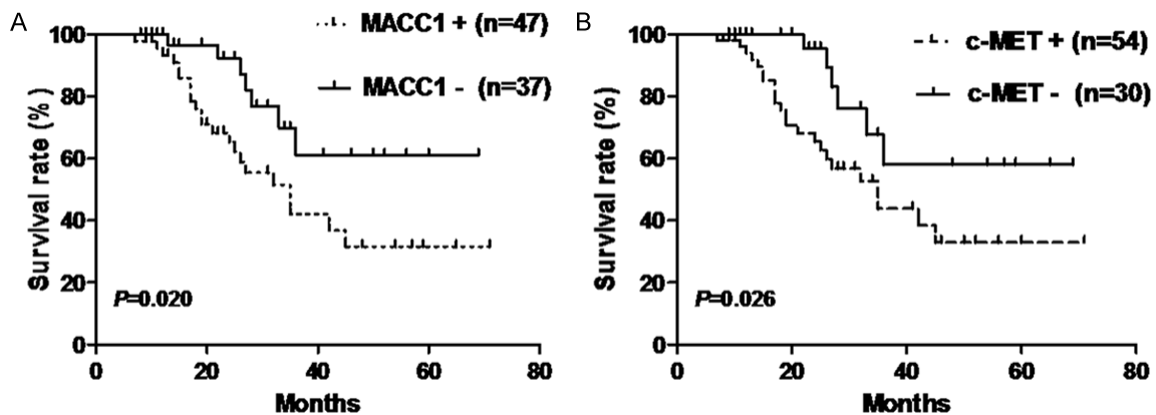 A
MACC1 + (n=47)
MACC1 - (n=37)
Survival rate (%)
100
80
60
40
20
0
P=0.020
0 20 40 60 80
Months
B
c-MET + (n=54)
c-MET - (n=30)
Survival rate (%)
100
80
60
40
20
0
P=0.026
0 20 40 60 80
Months